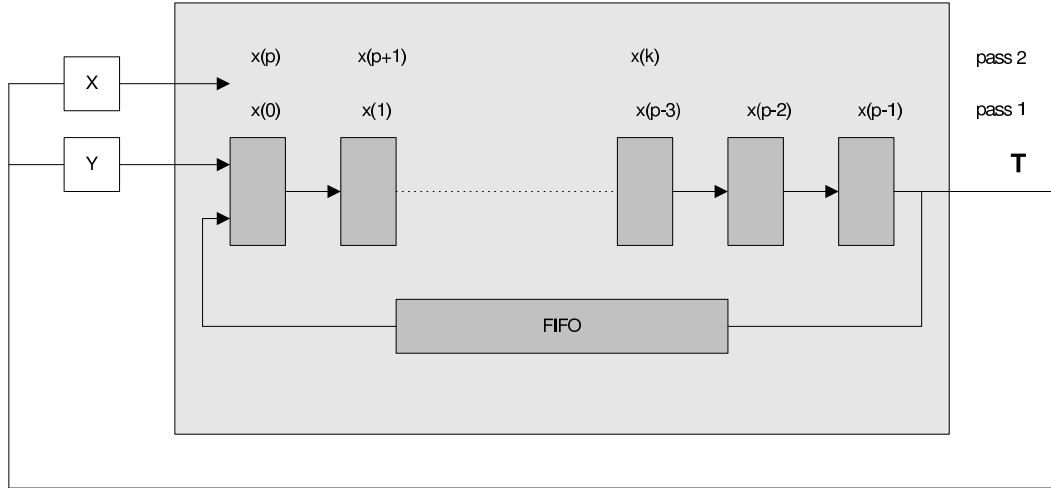 x(p) x(p+1) x(k) pass 2
X
x(0) x(1) x(p-3) x(p-2) x(p-1) pass 1
Y
T
FIFO